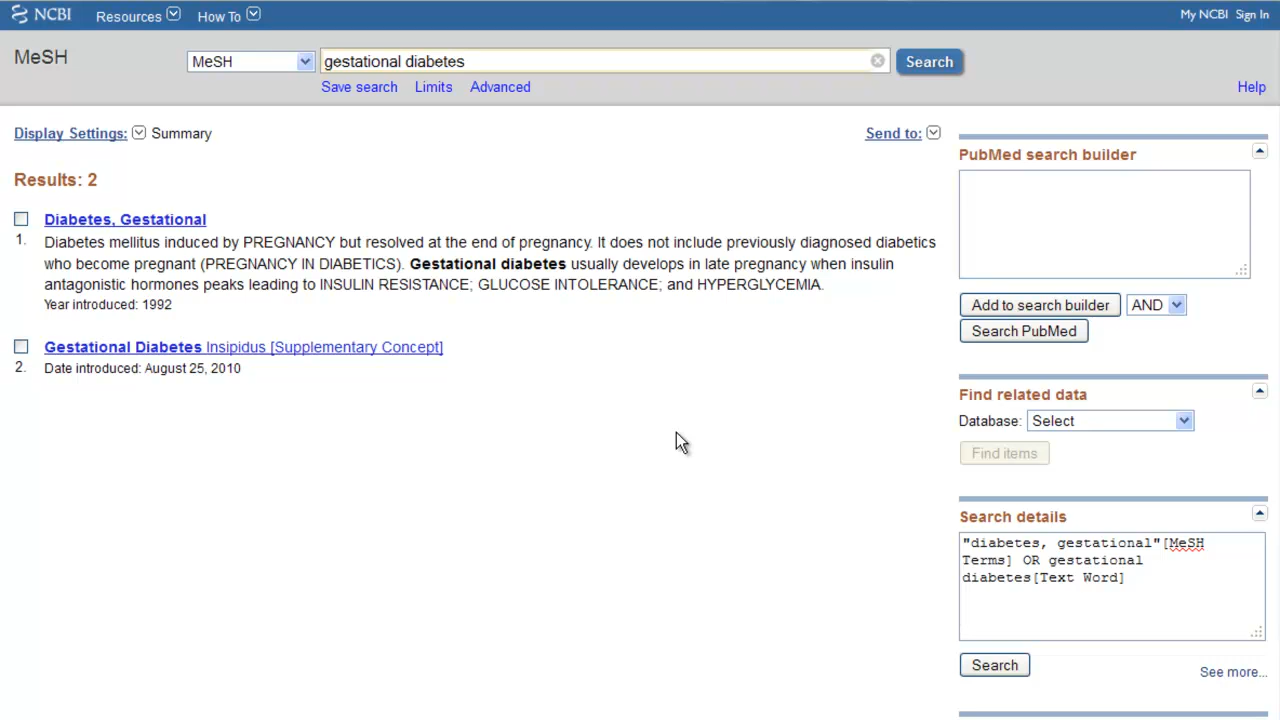 NCBI Resources How To My NCBI Sign In
MeSH MeSH gestational diabetes Search
Save search Limits Advanced Help
Display Settings: Summary Send to:
Results: 2
Diabetes, Gestational
1. Diabetes mellitus induced by PREGNANCY but resolved at the end of pregnancy. It does not include previously diagnosed diabetics
who become pregnant (PREGNANCY IN DIABETICS). Gestational diabetes usually develops in late pregnancy when insulin
antagonistic hormones peaks leading to INSULIN RESISTANCE; GLUCOSE INTOLERANCE; and HYPERGLYCEMIA.
Year introduced: 1992
Gestational Diabetes Insipidus [Supplementary Concept]
2. Date introduced: August 25, 2010
PubMed search builder
Add to search builder AND
Search PubMed
Find related data
Database: Select
Find items
Search details
"diabetes, gestational"[MeSH
Terms] OR gestational
diabetes[Text Word]
Search
See more...